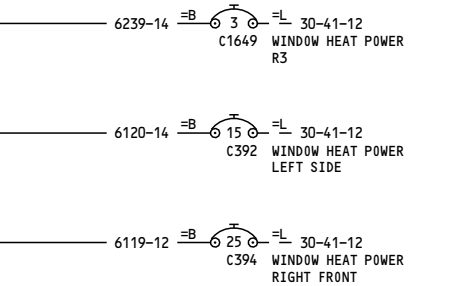 6239-14 =B 3 =L 30-41-12
C1649 WINDOW HEAT POWER
R3
6120-14 =B 15 =L 30-41-12
C392 WINDOW HEAT POWER
LEFT SIDE
6119-12 =B 25 =L 30-41-12
C394 WINDOW HEAT POWER
RIGHT FRONT